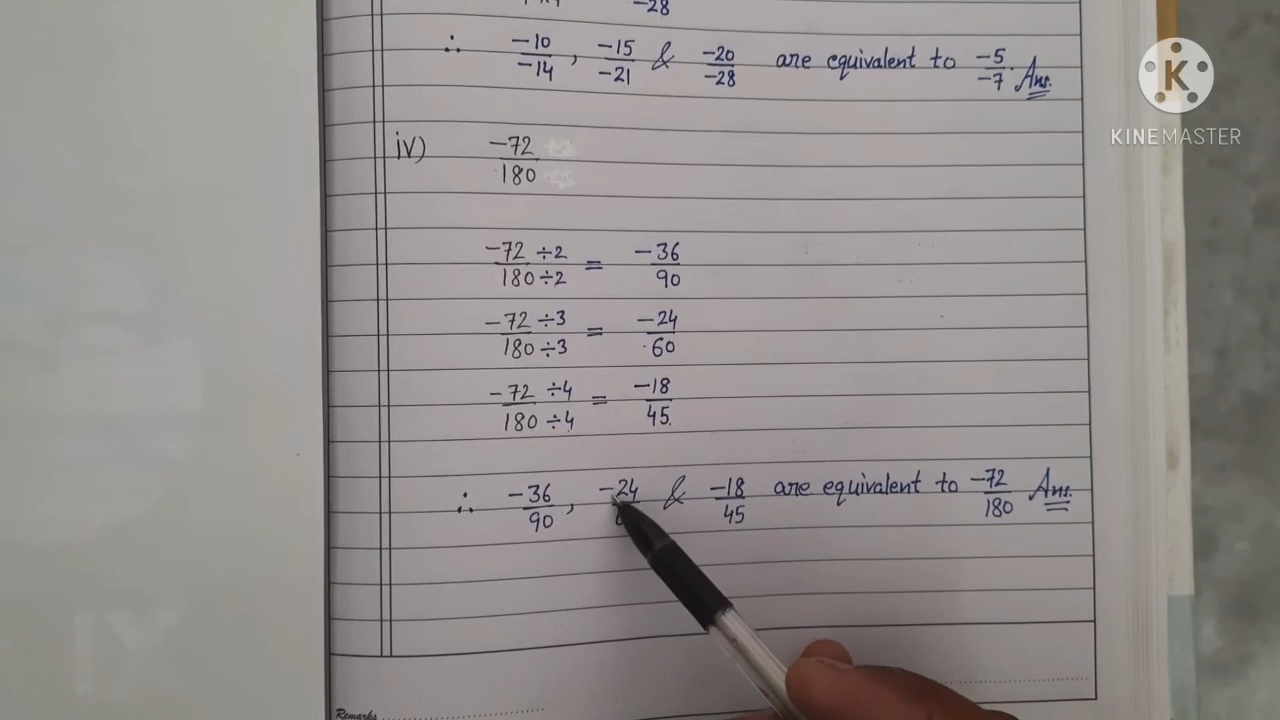 -28
∴ -10/-14 , -15/-21 & -20/-28 are equivalent to -5/-7. Ans.
K
KINEMASTER
iv) -72/180
-72 ÷2/180 ÷2 = -36/90
-72 ÷3/180 ÷3 = -24/60
-72 ÷4/180 ÷4 = -18/45.
∴ -36/90 , -24/ & -18/45 are equivalent to -72/180 Ans.
Remarks